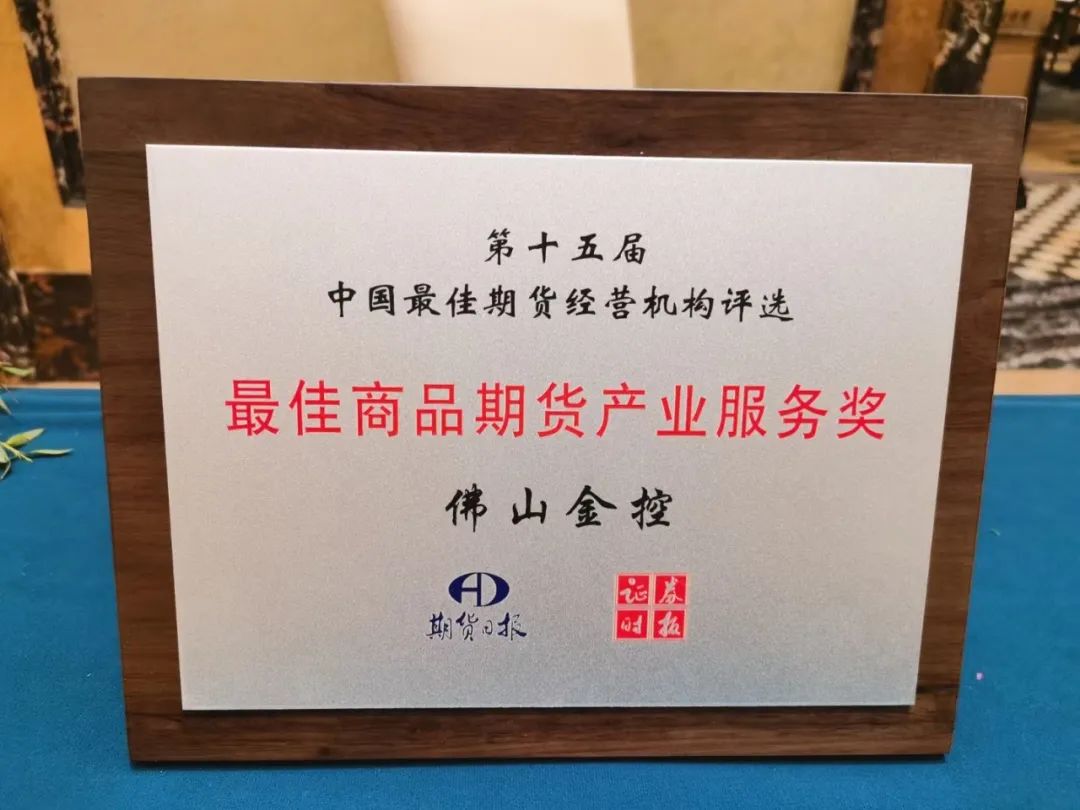 第十五届
中国最佳期货经营机构评选
最佳商品期货产业服务奖
佛山金控
期货日报
证券
时报